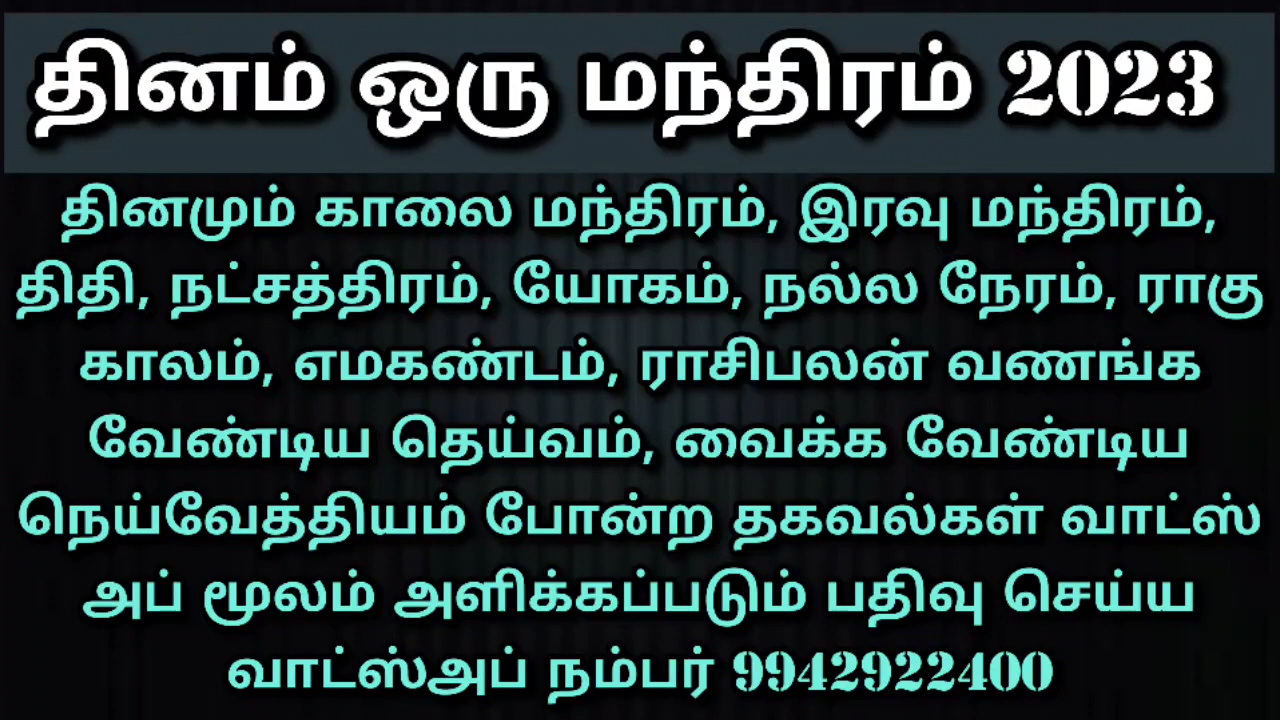 தினம் ஒரு மந்திரம் 2023
தினமும் காலை மந்திரம், இரவு மந்திரம்,
திதி, நட்சத்திரம், யோகம், நல்ல நேரம், ராகு
காலம், எமகண்டம், ராசிபலன் வணங்க
வேண்டிய தெய்வம், வைக்க வேண்டிய
நெய்வேத்தியம் போன்ற தகவல்கள் வாட்ஸ்
அப் மூலம் அளிக்கப்படும் பதிவு செய்ய
வாட்ஸ்அப் நம்பர் 9942922400